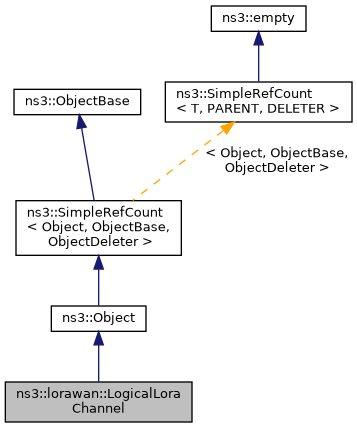 ns3::empty
ns3::ObjectBase
ns3::SimpleRefCount
< T, PARENT, DELETER >
< Object, ObjectBase,
ObjectDeleter >
ns3::SimpleRefCount
< Object, ObjectBase,
ObjectDeleter >
ns3::Object
ns3::lorawan::LogicalLora
Channel